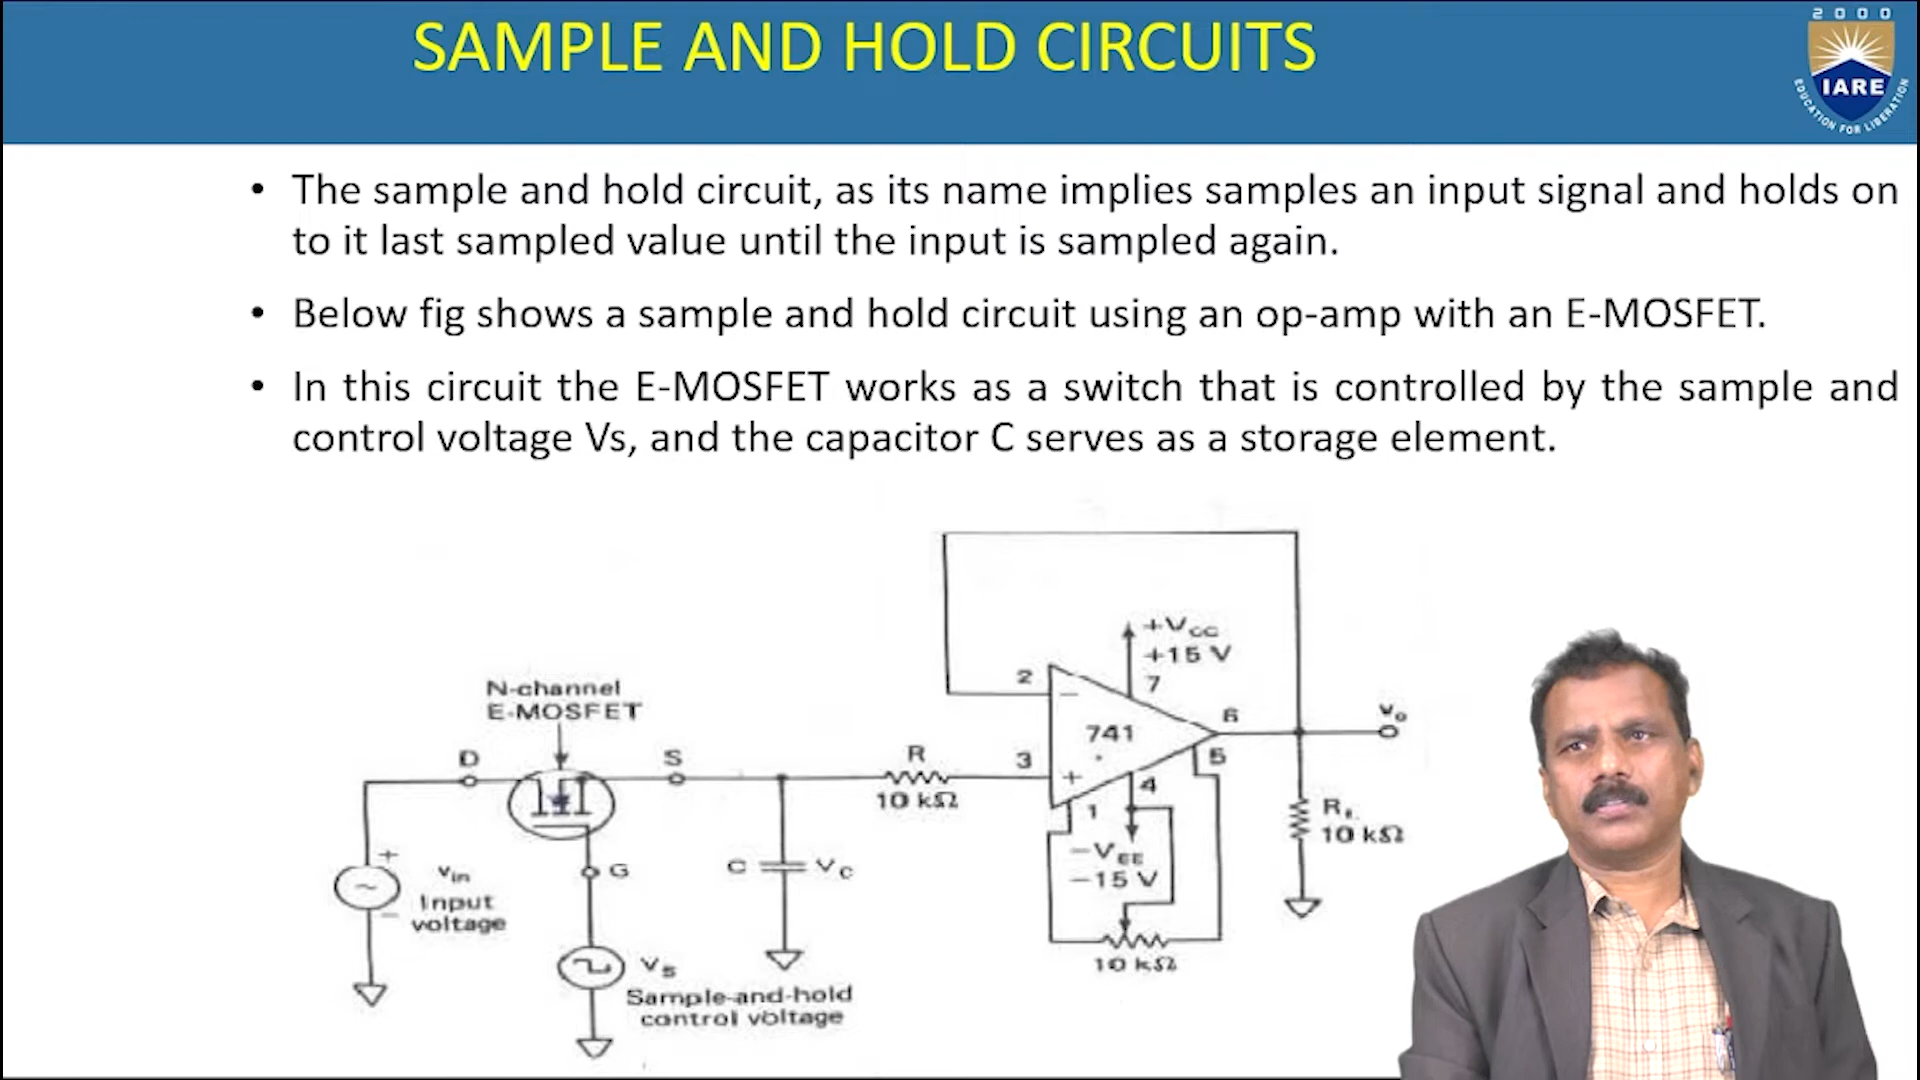 SAMPLE AND HOLD CIRCUITS
2000
IARE
EDUCATION FOR LIBERATION
• The sample and hold circuit, as its name implies samples an input signal and holds on
to it last sampled value until the input is sampled again.
• Below fig shows a sample and hold circuit using an op-amp with an E-MOSFET.
• In this circuit the E-MOSFET works as a switch that is controlled by the sample and
control voltage Vs, and the capacitor C serves as a storage element.
+VCC
+15 V
7
2
−
N-channel
E-MOSFET
741
6
vo
D
S
R
10 kΩ
3
+
5
4
1
RL
10 kΩ
−VEE
−15 V
+
vin
−
Input
voltage
G
C
VC
10 kΩ
VS
Sample-and-hold
control voltage